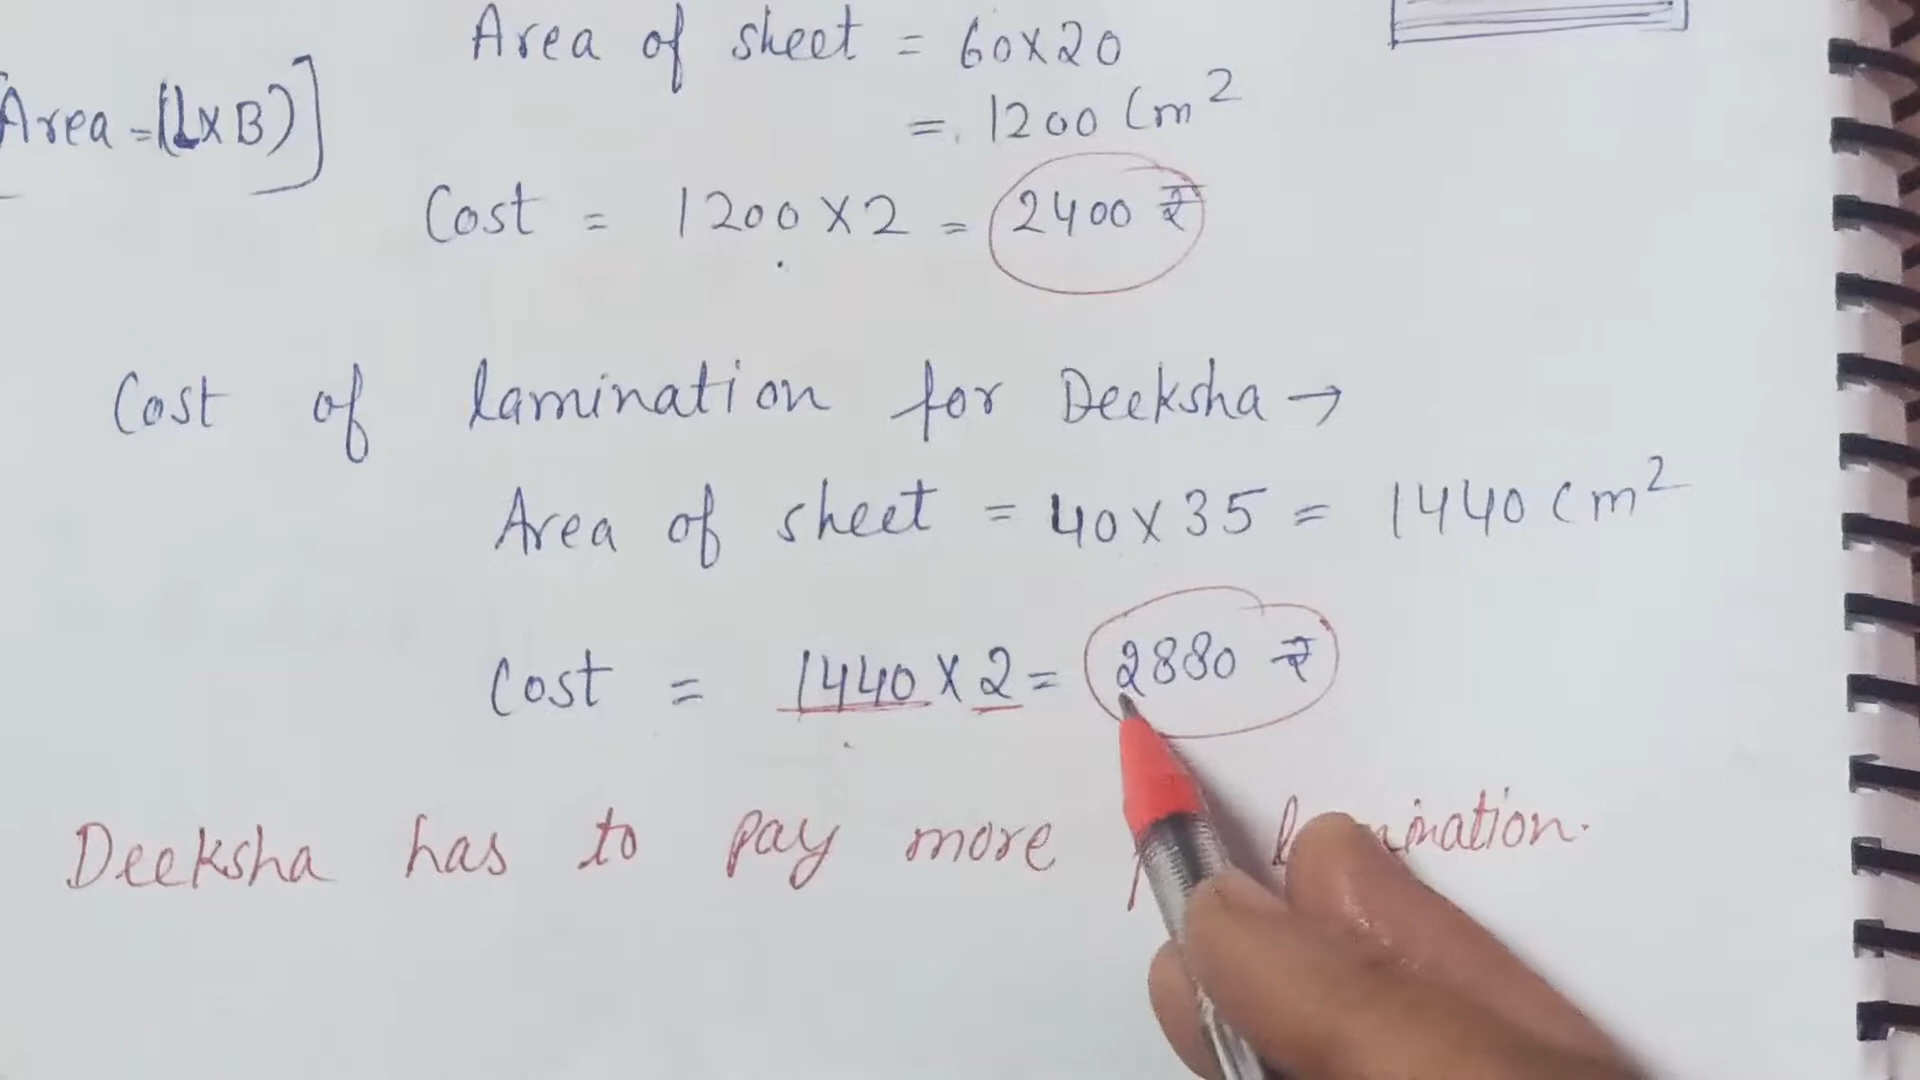 Area of sheet = 60x20
[Area = (LXB)]
= 1200 Cm²
Cost = 1200 X 2 = 2400 ₹
Cost of lamination for Deeksha →
Area of sheet = 40 x 35 = 1440 cm²
Cost = 1440 X 2 = 2880 ₹
Deeksha has to pay more